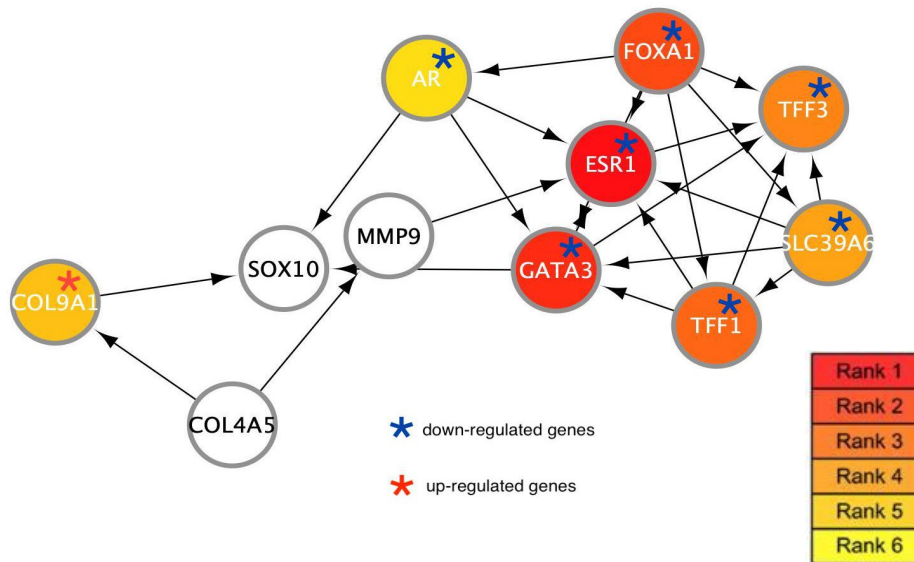 FOXA1
AR
TFF3
ESR1
MMP9
SLC39A6
SOX10
GATA3
COL9A1
TFF1
COL4A5
down-regulated genes
up-regulated genes
Rank 1
Rank 2
Rank 3
Rank 4
Rank 5
Rank 6